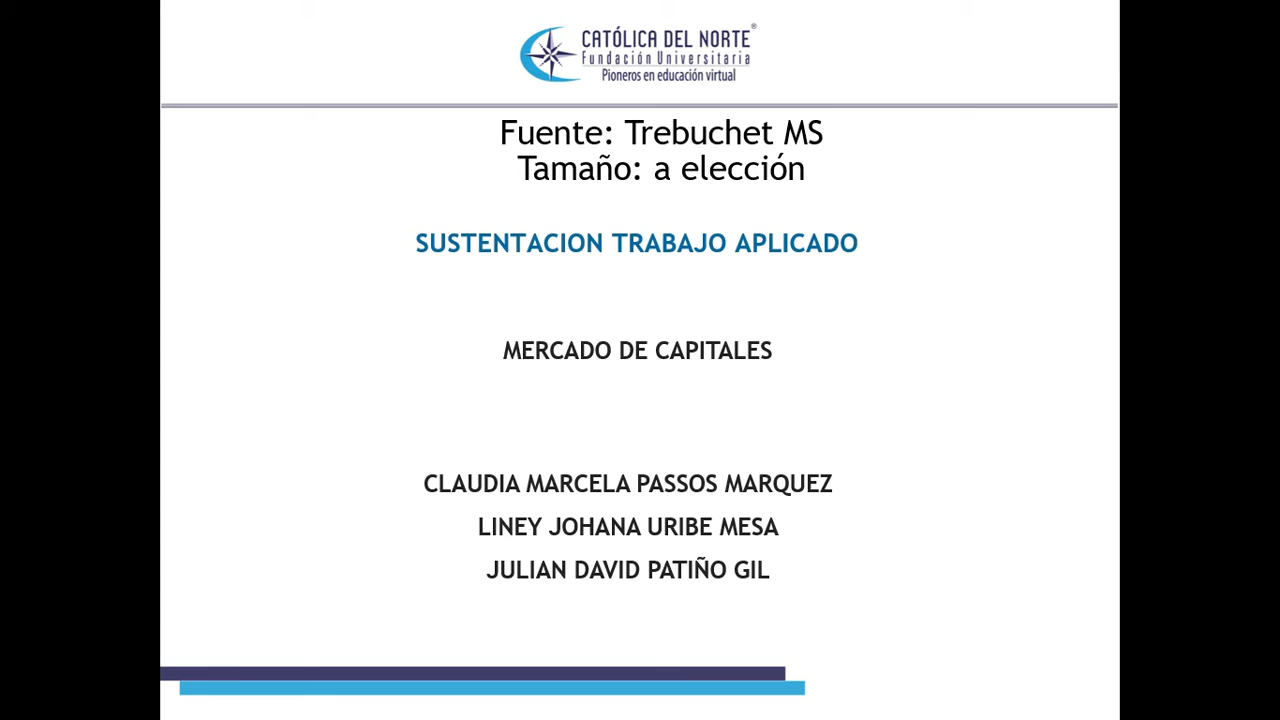 CATÓLICA DEL NORTE®
Fundación Universitaria
Pioneros en educación virtual
Fuente: Trebuchet MS
Tamaño: a elección
SUSTENTACION TRABAJO APLICADO
MERCADO DE CAPITALES
CLAUDIA MARCELA PASSOS MARQUEZ
LINEY JOHANA URIBE MESA
JULIAN DAVID PATIÑO GIL